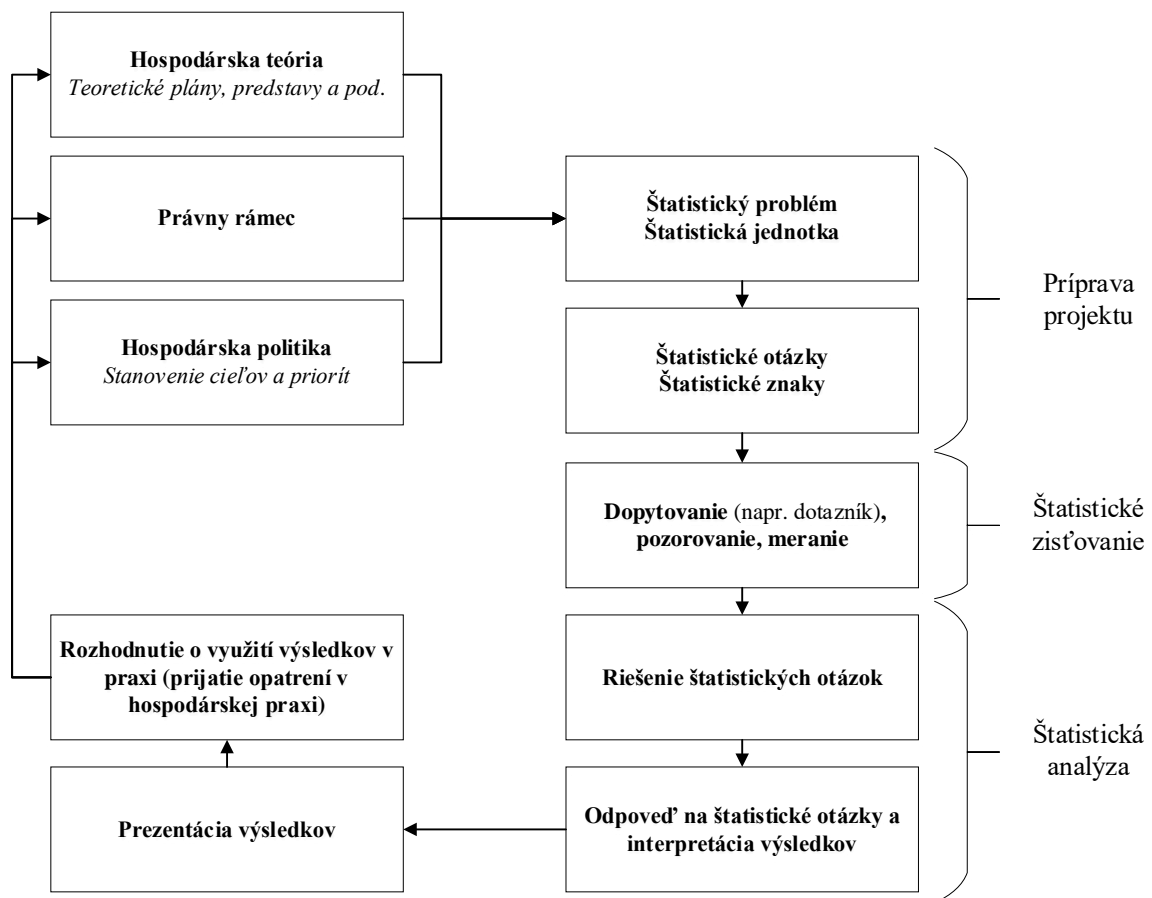 Hospodárska teória
Teoretické plány, predstavy a pod.
Právny rámec
Hospodárska politika
Stanovenie cieľov a priorít
Štatistický problém
Štatistická jednotka
Štatistické otázky
Štatistické znaky
Príprava
projektu
Dopytovanie (napr. dotazník),
pozorovanie, meranie
Štatistické
zisťovanie
Riešenie štatistických otázok
Odpoveď na štatistické otázky a
interpretácia výsledkov
Štatistická
analýza
Prezentácia výsledkov
Rozhodnutie o využití výsledkov v
praxi (prijatie opatrení v
hospodárskej praxi)